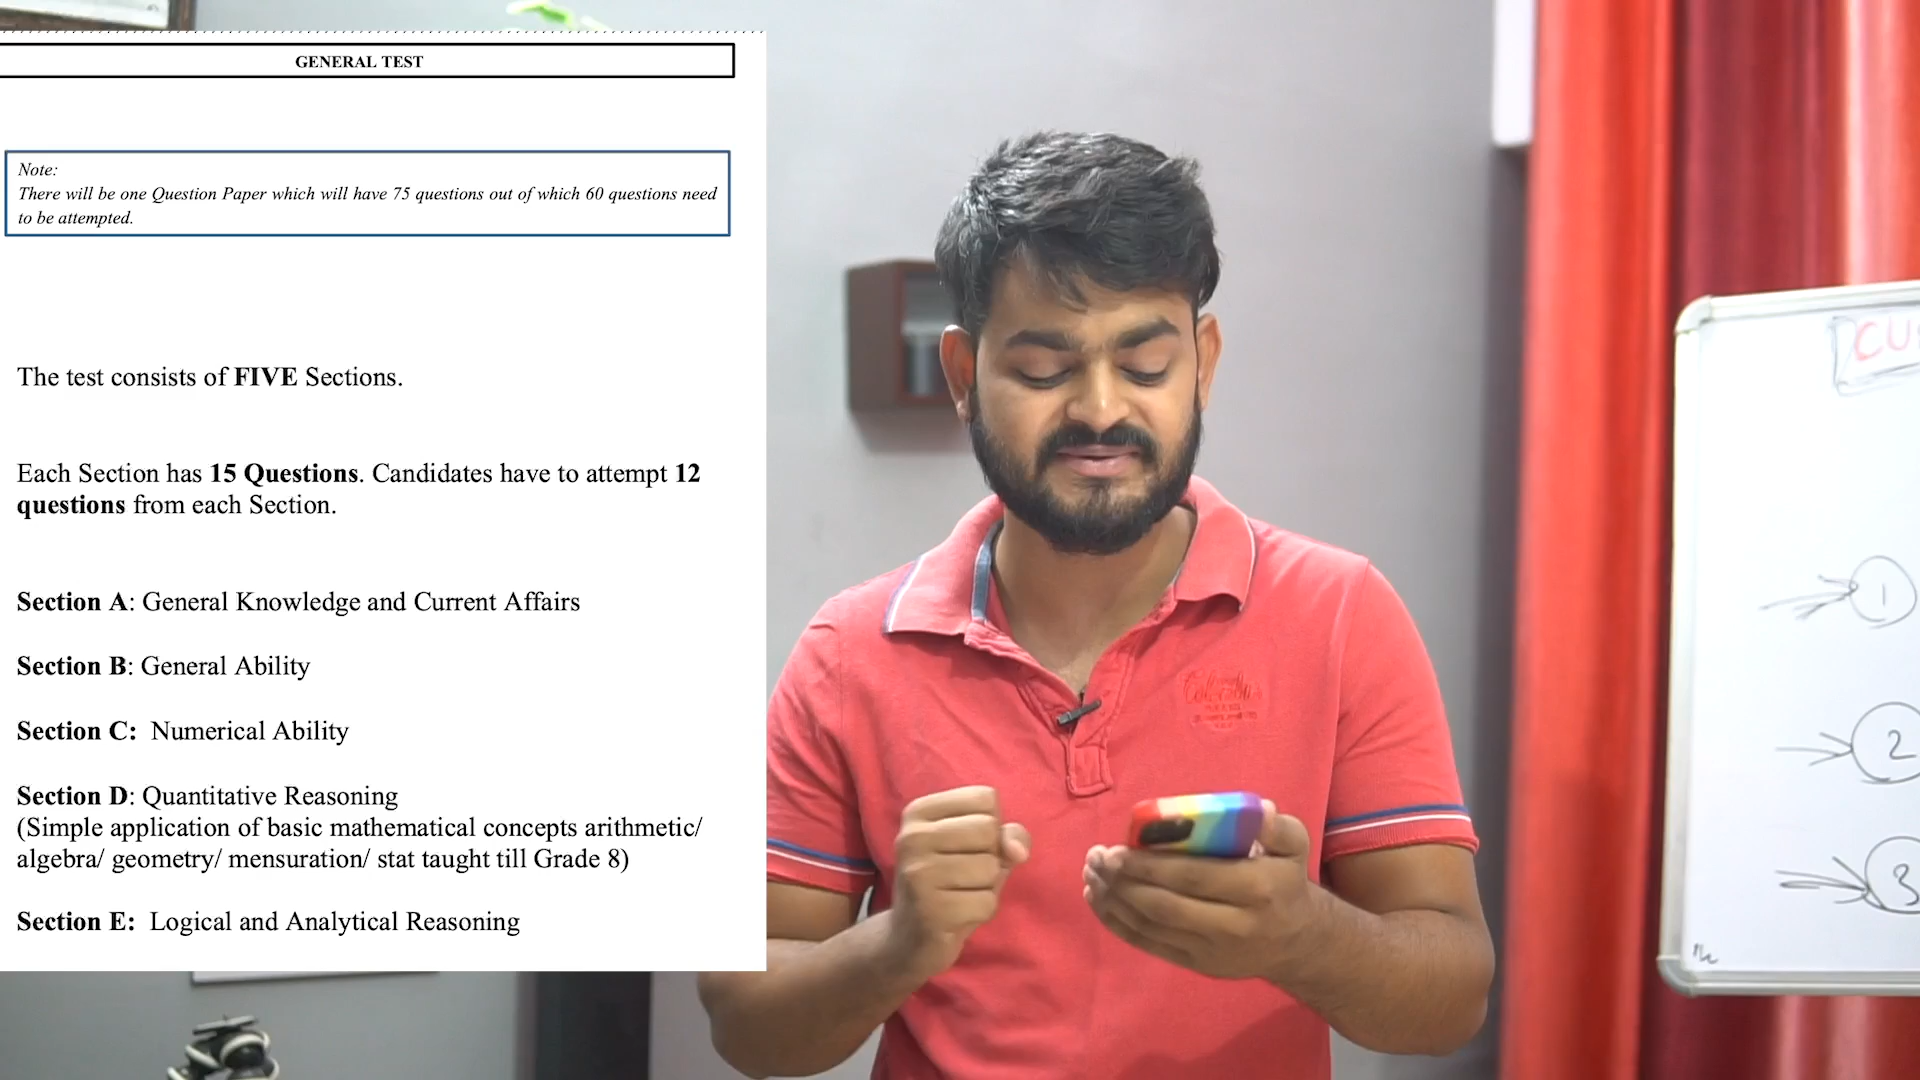 GENERAL TEST
Note:
There will be one Question Paper which will have 75 questions out of which 60 questions need
to be attempted.
The test consists of FIVE Sections.
Each Section has 15 Questions. Candidates have to attempt 12
questions from each Section.
Section A: General Knowledge and Current Affairs
Section B: General Ability
Section C: Numerical Ability
Section D: Quantitative Reasoning
(Simple application of basic mathematical concepts arithmetic/
algebra/ geometry/ mensuration/ stat taught till Grade 8)
Section E: Logical and Analytical Reasoning
CU
1
2
3